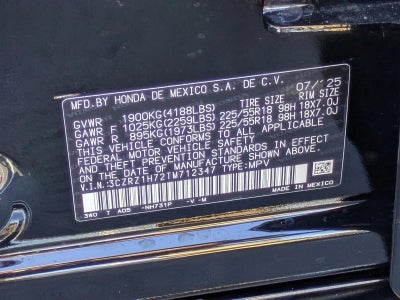 MFD.BY HONDA DE MEXICO S.A. DE C.V. 07/'25
GVWR 1900KG(4188LBS) TIRE SIZE RIM SIZE
GAWR F 1025KG(2259LBS) 225/55R18 98H 18X7.0J
GAWR R 895KG(1973LBS) 225/55R18 98H 18X7.0J
THIS VEHICLE CONFORMS TO ALL APPLICABLE
FEDERAL MOTOR VEHICLE SAFETY STANDARDS IN
EFFECT ON THE DATE OF MANUFACTURE SHOWN ABOVE.
V.I.N.:3CZRZ1H72TM712347 TYPE:MPV
3W0 T A05 -NH731P -V -M MADE IN MEXICO